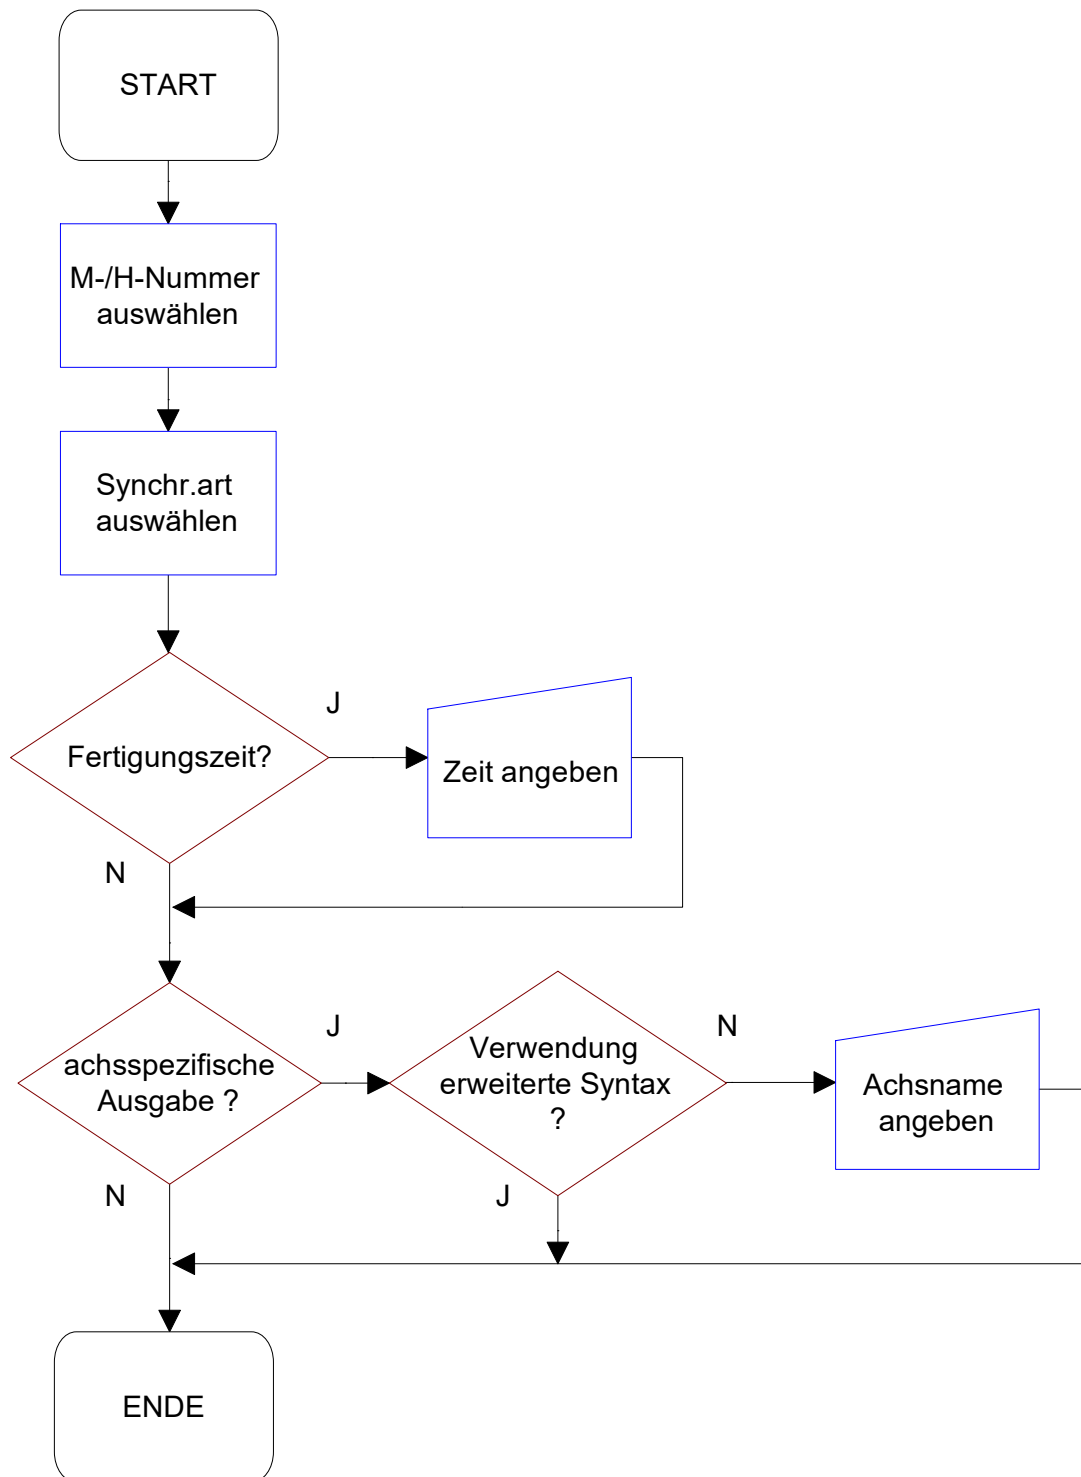 START
M-/H-Nummer
auswählen
Synchr.art
auswählen
Fertigungszeit?
J
Zeit angeben
N
achsspezifische
Ausgabe ?
J
Verwendung
erweiterte Syntax
?
N
Achsname
angeben
N
J
ENDE